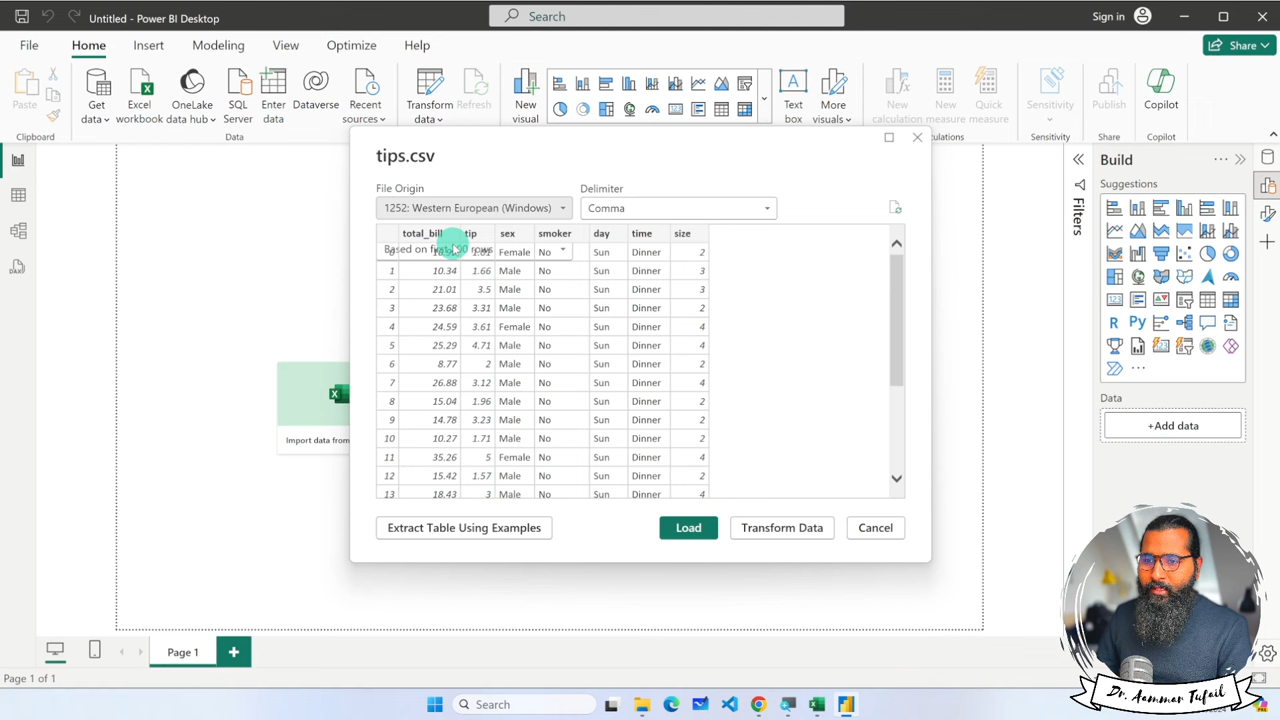 Untitled - Power BI Desktop
Search
Sign in
File Home Insert Modeling View Optimize Help
Share
Paste
Get data
Excel workbook
OneLake data hub
SQL Server
Enter data
Dataverse
Recent sources
Transform data
Refresh
New visual
Text box
More visuals
New calculation
New measure
Quick measure
Sensitivity
Publish
Copilot
Clipboard
Data
Sensitivity
Share
Copilot
tips.csv
File Origin
Delimiter
1252: Western European (Windows)
Comma
total_bill tip sex smoker day time size
Based on first
rows
0 Female No Sun Dinner 2
1 10.34 1.66 Male No Sun Dinner 3
2 21.01 3.5 Male No Sun Dinner 3
3 23.68 3.31 Male No Sun Dinner 2
4 24.59 3.61 Female No Sun Dinner 4
5 25.29 4.71 Male No Sun Dinner 4
6 8.77 2 Male No Sun Dinner 2
7 26.88 3.12 Male No Sun Dinner 4
8 15.04 1.96 Male No Sun Dinner 2
9 14.78 3.23 Male No Sun Dinner 2
10 10.27 1.71 Male No Sun Dinner 2
11 35.26 5 Female No Sun Dinner 4
12 15.42 1.57 Male No Sun Dinner 2
13 18.43 3 Male No Sun Dinner 4
Extract Table Using Examples
Load
Transform Data
Cancel
Import data from
Filters
Build
Suggestions
R Py
Data
+Add data
Page 1
Page 1 of 1
Search
Dr. Aammar Tufail